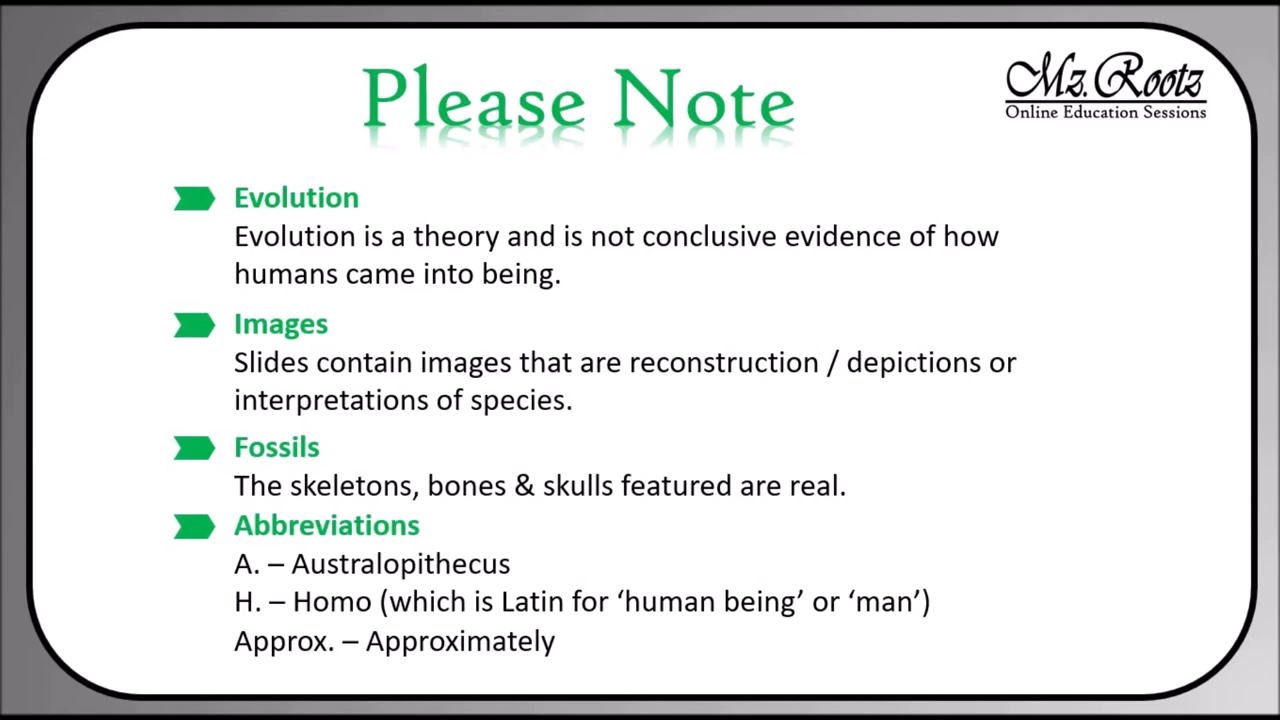 Please Note
Mz. Rootz
Online Education Sessions
Evolution
Evolution is a theory and is not conclusive evidence of how
humans came into being.
Images
Slides contain images that are reconstruction / depictions or
interpretations of species.
Fossils
The skeletons, bones & skulls featured are real.
Abbreviations
A. – Australopithecus
H. – Homo (which is Latin for ‘human being’ or ‘man’)
Approx. – Approximately